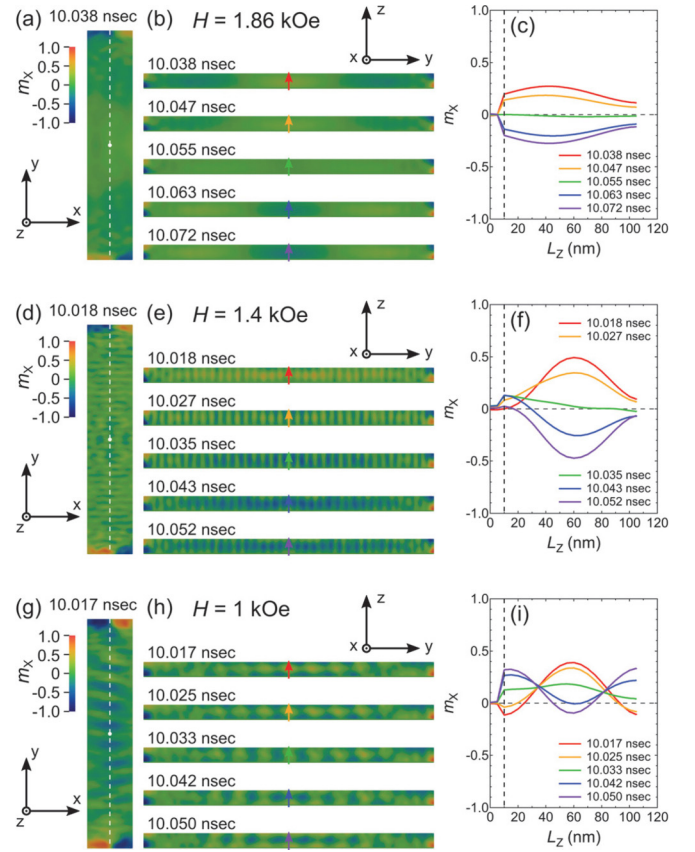 (a) 10.038 nsec
(b) H = 1.86 kOe
(c)
mX
1.0
0.5
0.0
-0.5
-1.0
y
x
z
z
x
y
10.038 nsec
10.047 nsec
10.055 nsec
10.063 nsec
10.072 nsec
mX
1.0
0.5
0
-0.5
-1.0
10.038 nsec
10.047 nsec
10.055 nsec
10.063 nsec
10.072 nsec
0 20 40 60 80 100 120
LZ (nm)
(d) 10.018 nsec
(e) H = 1.4 kOe
(f)
mX
1.0
0.5
0.0
-0.5
-1.0
y
x
z
z
x
y
10.018 nsec
10.027 nsec
10.035 nsec
10.043 nsec
10.052 nsec
mX
1.0
0.5
0
-0.5
-1.0
10.018 nsec
10.027 nsec
10.035 nsec
10.043 nsec
10.052 nsec
0 20 40 60 80 100 120
LZ (nm)
(g) 10.017 nsec
(h) H = 1 kOe
(i)
mX
1.0
0.5
0.0
-0.5
-1.0
y
x
z
z
x
y
10.017 nsec
10.025 nsec
10.033 nsec
10.042 nsec
10.050 nsec
mX
1.0
0.5
0
-0.5
-1.0
10.017 nsec
10.025 nsec
10.033 nsec
10.042 nsec
10.050 nsec
0 20 40 60 80 100 120
LZ (nm)